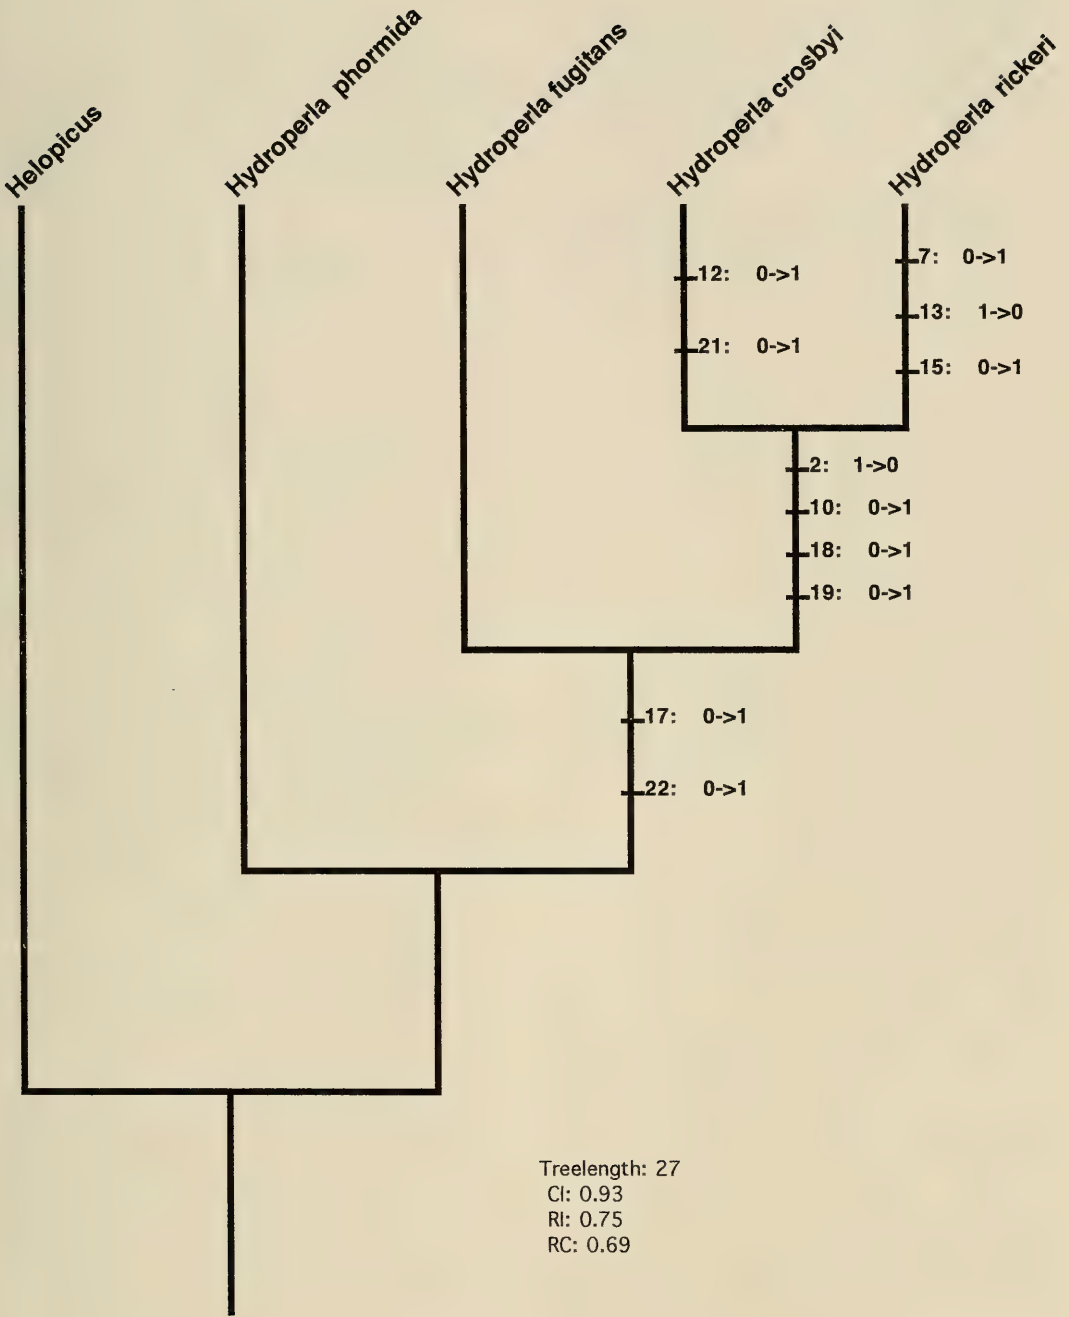 Helopicus
Hydroperla phormida
Hydroperla fugitans
Hydroperla crosbyi
Hydroperla rickeri
12: 0->1
21: 0->1
7: 0->1
13: 1->0
15: 0->1
2: 1->0
10: 0->1
18: 0->1
19: 0->1
17: 0->1
22: 0->1
Treelength: 27
CI: 0.93
RI: 0.75
RC: 0.69